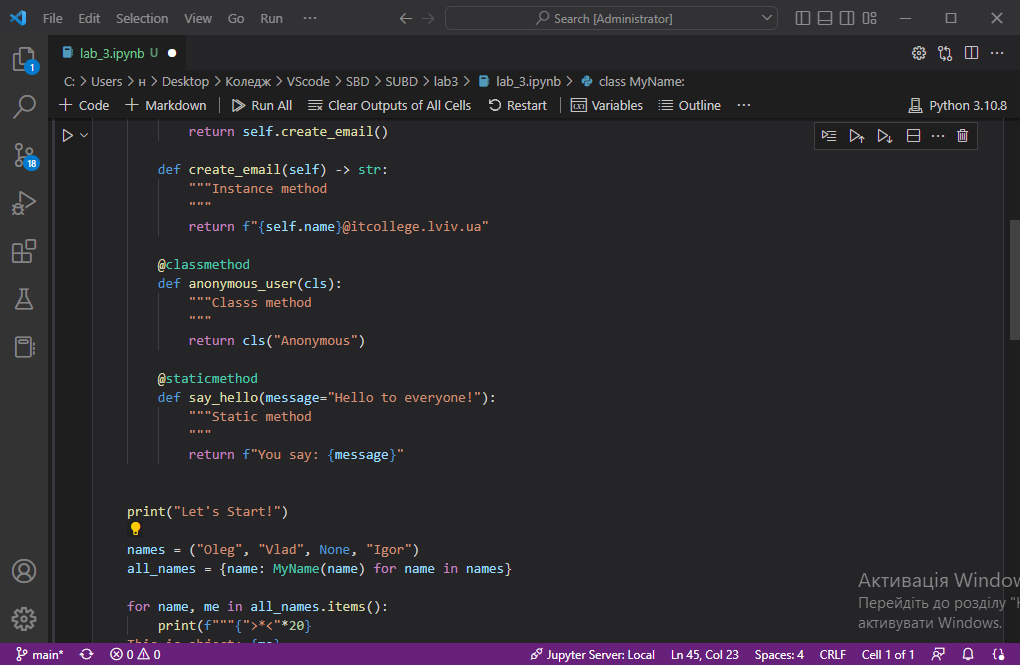 File Edit Selection View Go Run ··· Search [Administrator]
lab_3.ipynb U
C: > Users > н > Desktop > Коледж > VScode > SBD > SUBD > lab3 > lab_3.ipynb > class MyName:
+ Code + Markdown | Run All Clear Outputs of All Cells Restart | Variables Outline ··· Python 3.10.8
return self.create_email()
def create_email(self) -> str:
"""Instance method
"""
return f"{self.name}@itcollege.lviv.ua"
@classmethod
def anonymous_user(cls):
"""Classs method
"""
return cls("Anonymous")
@staticmethod
def say_hello(message="Hello to everyone!"):
"""Static method
"""
return f"You say: {message}"
print("Let's Start!")
names = ("Oleg", "Vlad", None, "Igor")
all_names = {name: MyName(name) for name in names}
for name, me in all_names.items():
print(f"""{">*<"*20}
This is object: {me}
Активація Window
Перейдіть до розділу "Н
активувати Windows.
1
18
main* 0 0 Jupyter Server: Local Ln 45, Col 23 Spaces: 4 CRLF Cell 1 of 1